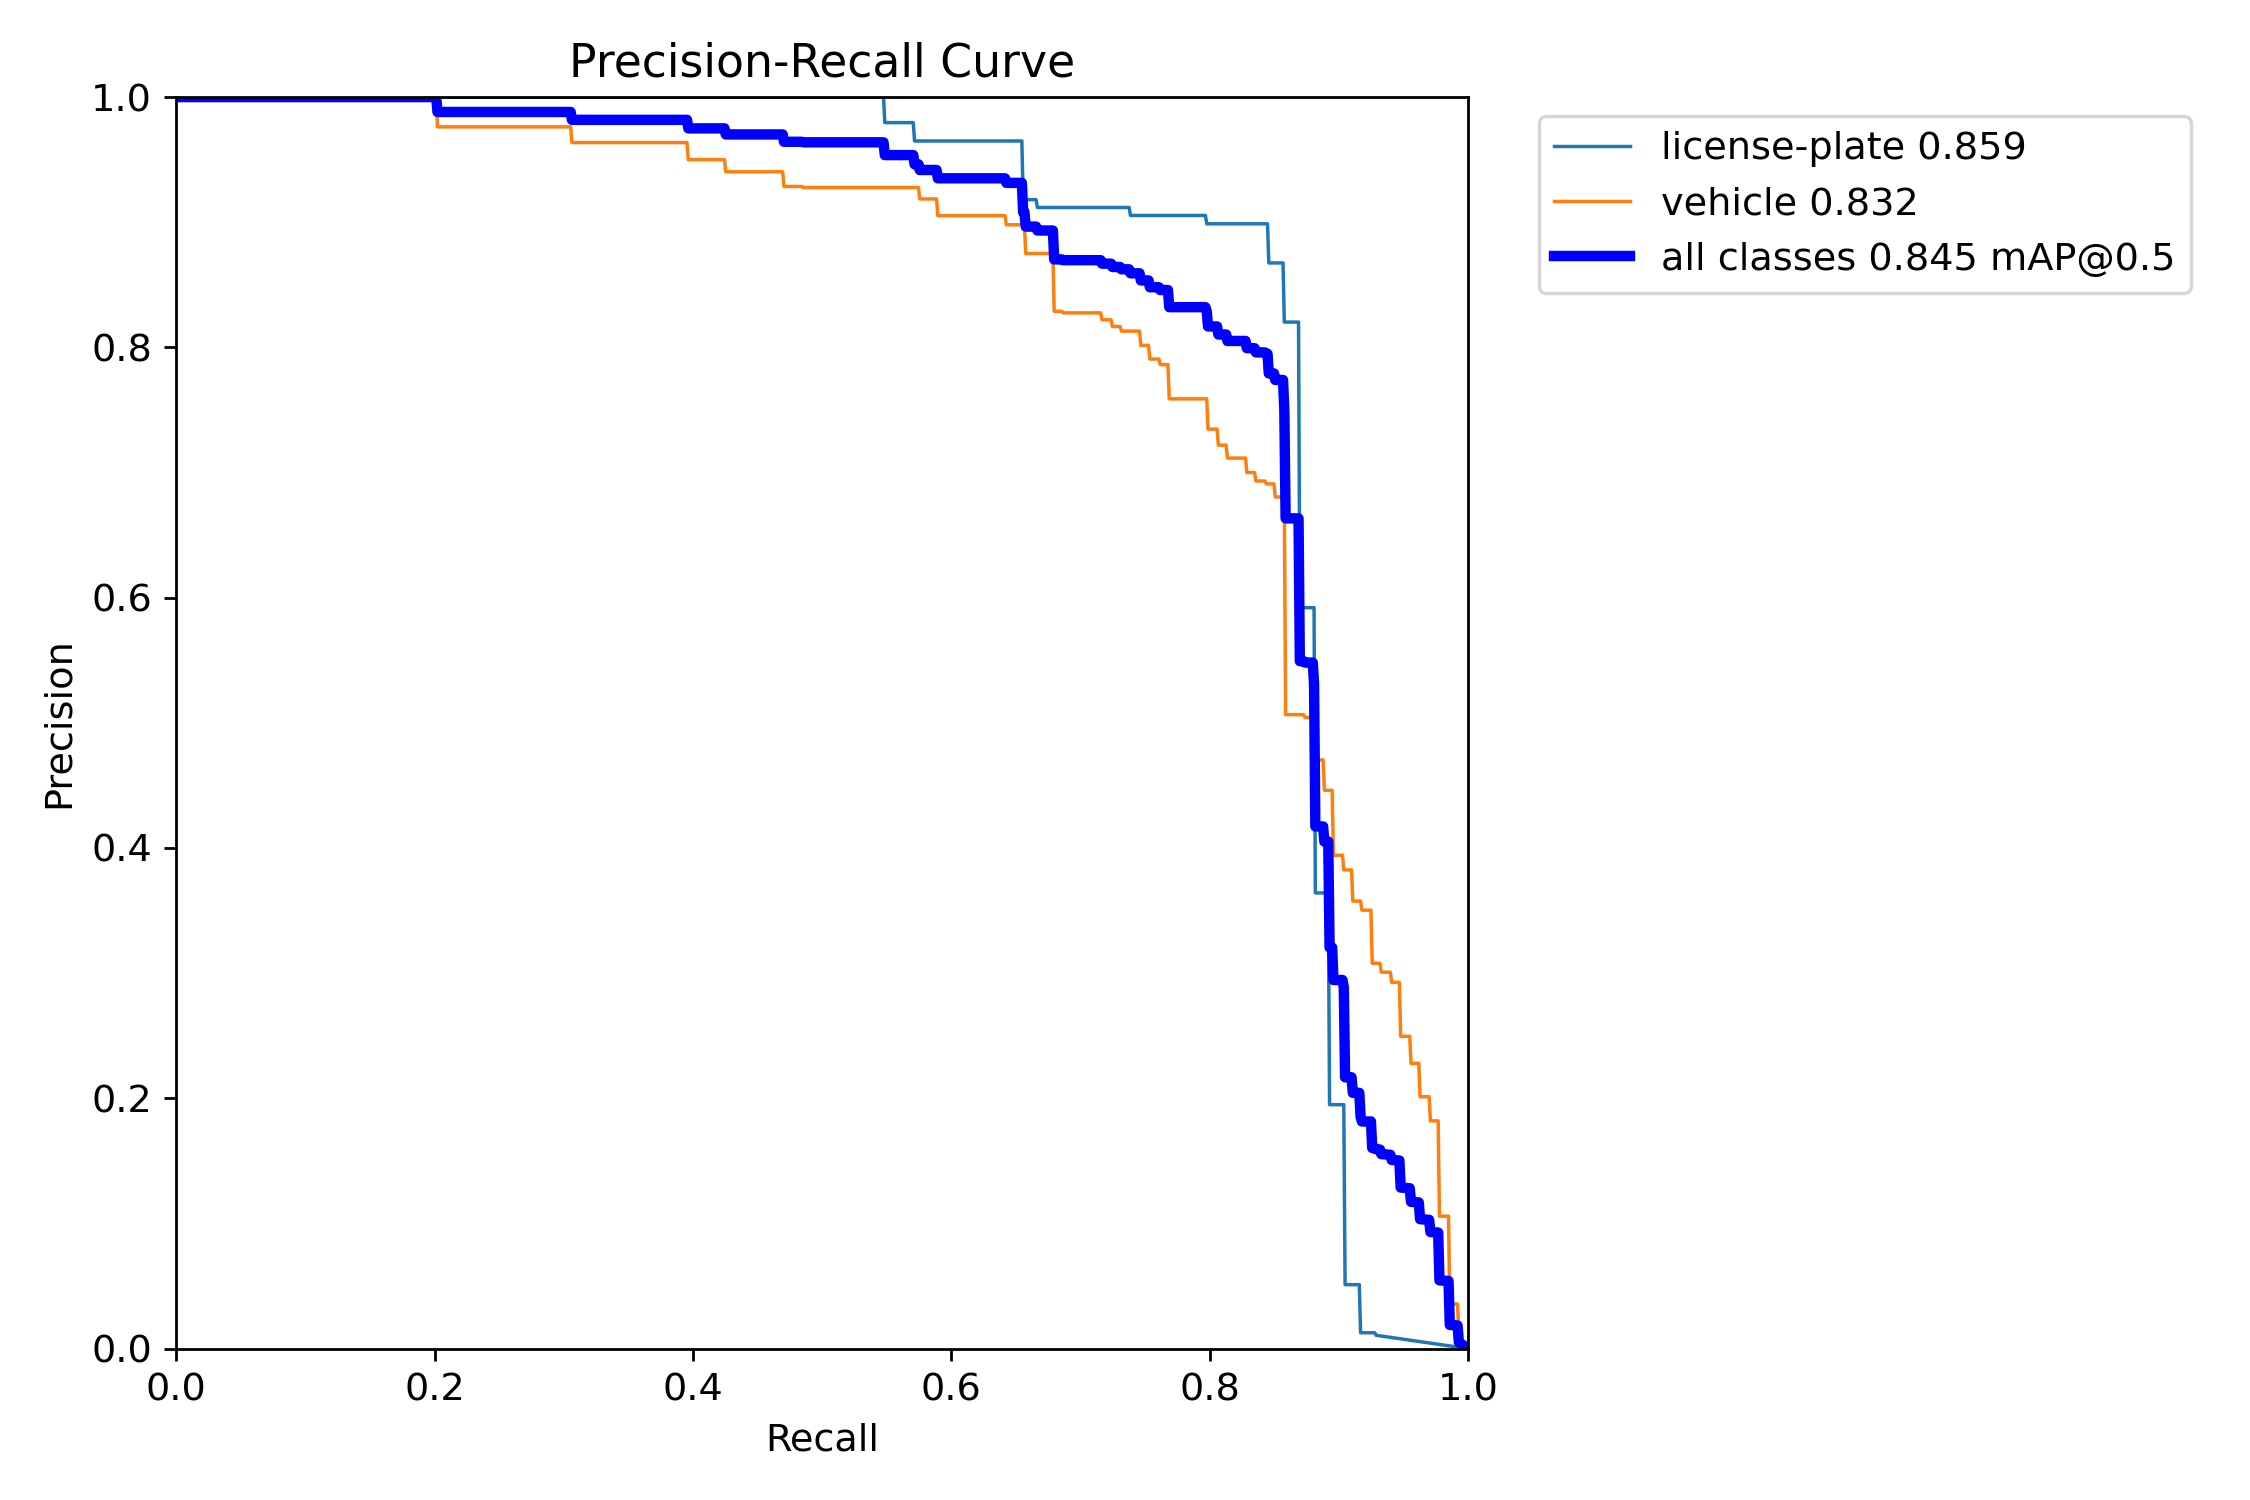 Precision-Recall Curve
license-plate 0.859
vehicle 0.832
all classes 0.845 mAP@0.5
Precision
1.0
0.8
0.6
0.4
0.2
0.0
0.0 0.2 0.4 0.6 0.8 1.0
Recall